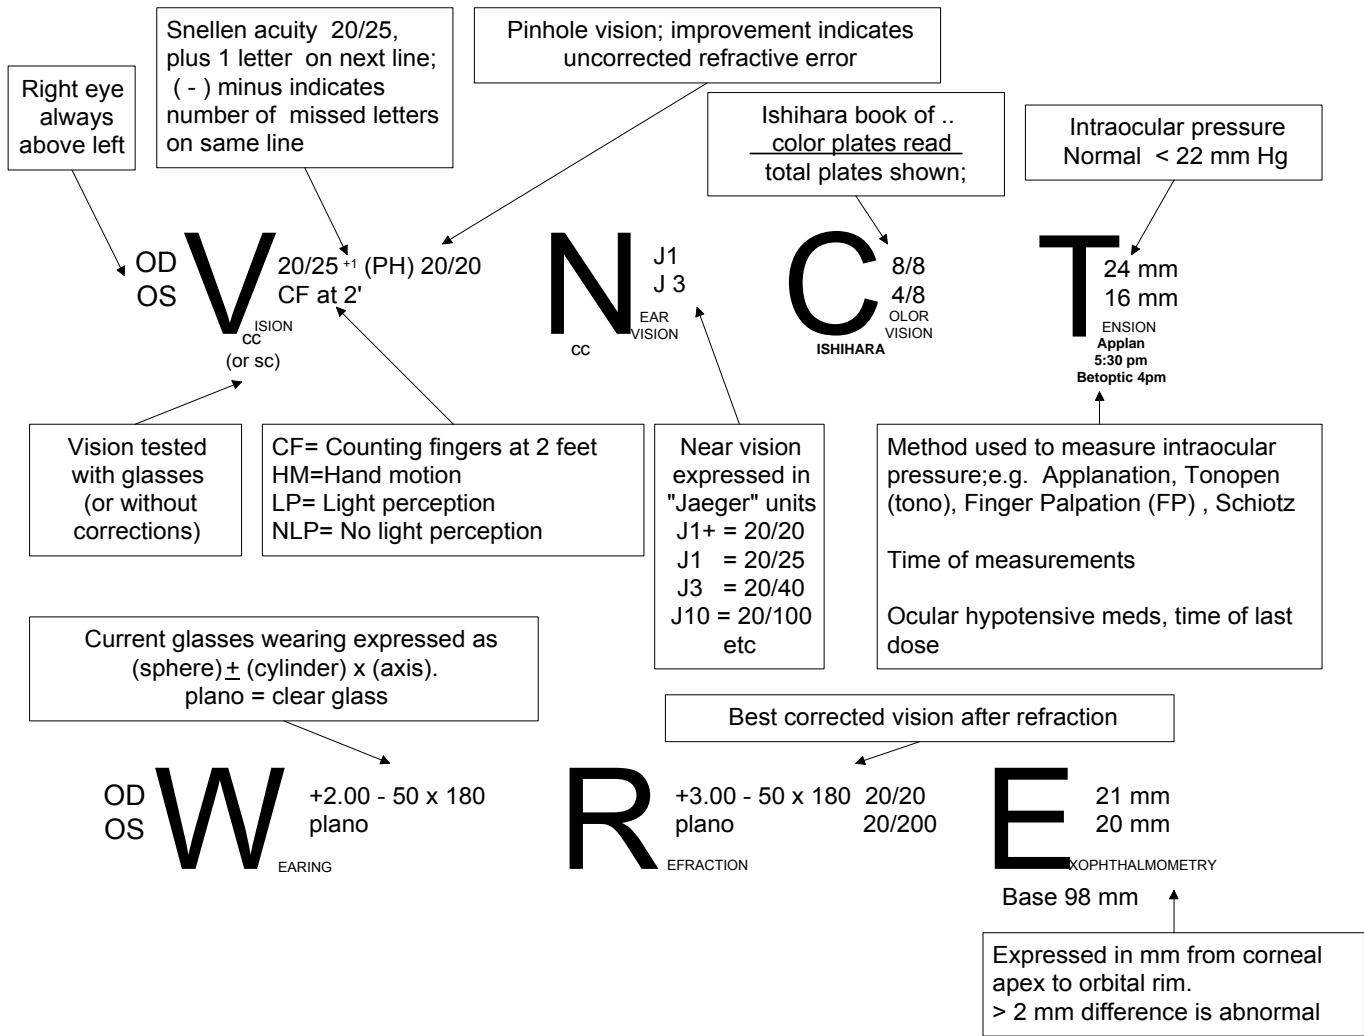 Right eye
always
above left
Snellen acuity 20/25,
plus 1 letter on next line;
( - ) minus indicates
number of missed letters
on same line
Pinhole vision; improvement indicates
uncorrected refractive error
Ishihara book of ..
color plates read
total plates shown;
Intraocular pressure
Normal < 22 mm Hg
OD
OS
V
ISION
cc
(or sc)
20/25 +1 (PH) 20/20
CF at 2'
N
EAR
VISION
cc
J1
J 3
C
OLOR
VISION
ISHIHARA
8/8
4/8
T
ENSION
24 mm
16 mm
Applan
5:30 pm
Betoptic 4pm
Vision tested
with glasses
(or without
corrections)
CF= Counting fingers at 2 feet
HM=Hand motion
LP= Light perception
NLP= No light perception
Near vision
expressed in
"Jaeger" units
J1+ = 20/20
J1 = 20/25
J3 = 20/40
J10 = 20/100
etc
Method used to measure intraocular
pressure;e.g. Applanation, Tonopen
(tono), Finger Palpation (FP) , Schiotz
Time of measurements
Ocular hypotensive meds, time of last
dose
Current glasses wearing expressed as
(sphere) ± (cylinder) x (axis).
plano = clear glass
Best corrected vision after refraction
OD
OS
W
EARING
+2.00 - 50 x 180
plano
R
EFRACTION
+3.00 - 50 x 180 20/20
plano 20/200
E
XOPHTHALMOMETRY
21 mm
20 mm
Base 98 mm
Expressed in mm from corneal
apex to orbital rim.
> 2 mm difference is abnormal